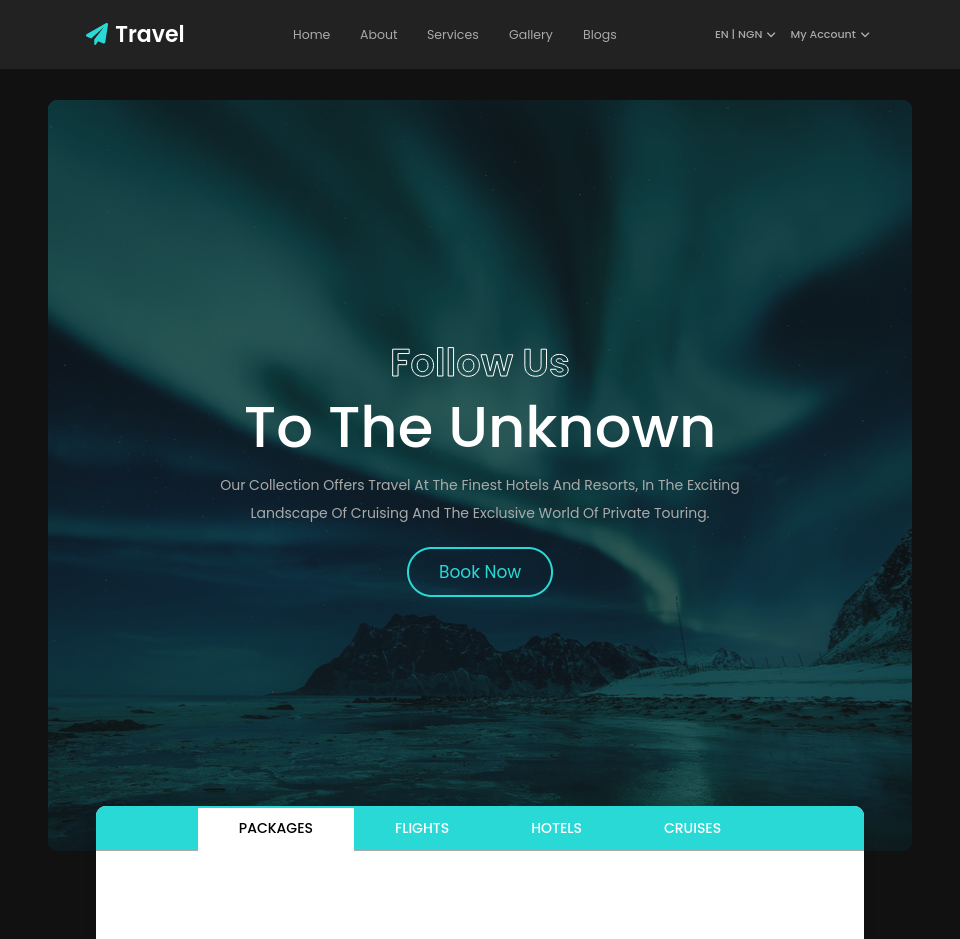 Travel
Home About Services Gallery Blogs
EN | NGN My Account
Follow Us
To The Unknown
Our Collection Offers Travel At The Finest Hotels And Resorts, In The Exciting
Landscape Of Cruising And The Exclusive World Of Private Touring.
Book Now
PACKAGES FLIGHTS HOTELS CRUISES